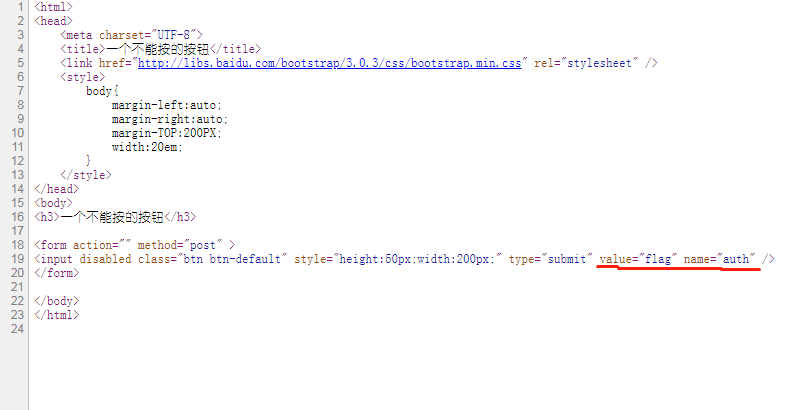 1 <html>
2 <head>
3 <meta charset="UTF-8">
4 <title>一个不能按的按钮</title>
5 <link href="http://libs.baidu.com/bootstrap/3.0.3/css/bootstrap.min.css" rel="stylesheet" />
6 <style>
7 body{
8 margin-left:auto;
9 margin-right:auto;
10 margin-TOP:200PX;
11 width:20em;
12 }
13 </style>
14 </head>
15 <body>
16 <h3>一个不能按的按钮</h3>
17
18 <form action="" method="post" >
19 <input disabled class="btn btn-default" style="height:50px;width:200px;" type="submit" value="flag" name="auth" />
20 </form>
21
22 </body>
23 </html>
24